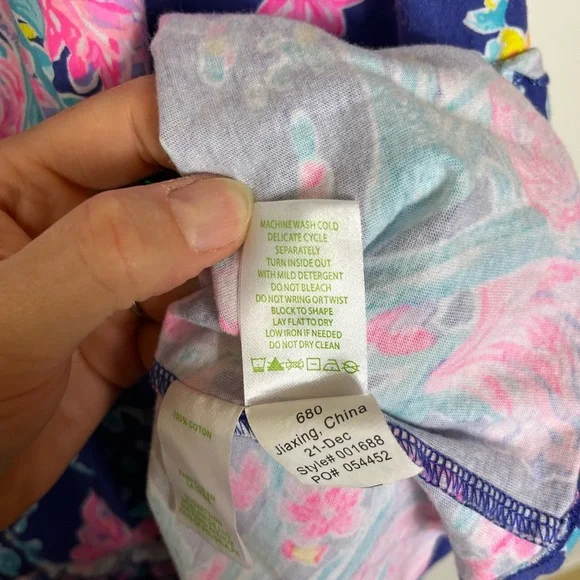 MACHINE WASH COLD
DELICATE CYCLE
SEPARATELY
TURN INSIDE OUT
WITH MILD DETERGENT
DO NOT BLEACH
DO NOT WRING OR TWIST
BLOCK TO SHAPE
LAY FLAT TO DRY
LOW IRON IF NEEDED
DO NOT DRY CLEAN
680
Jiaxing, China
21-Dec
Style# 001688
PO# 054452
100% COTTON